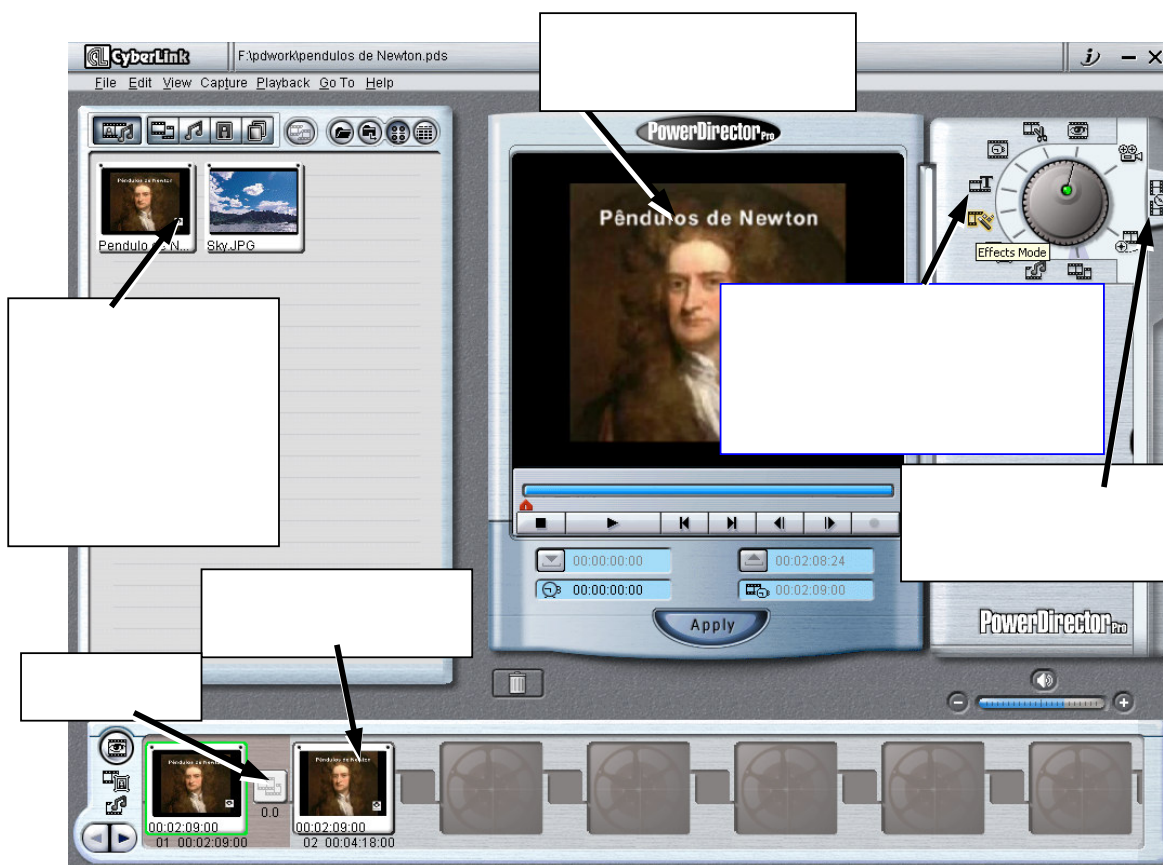 CyberLink
F:\pdwork\pendulos de Newton.pds
File Edit View Capture Playback Go To Help
PowerDirector Pro
Pêndulos de Newton
Pendulo de N...
Sky.JPG
Pêndulos de Newton
Effects Mode
00:00:00:00
00:02:08:24
00:00:00:00
00:02:09:00
Apply
PowerDirector Pro
Pêndulos de Newton
00:02:09:00
01 00:02:09:00
0.0
Pêndulos de Newton
00:02:09:00
02 00:04:18:00